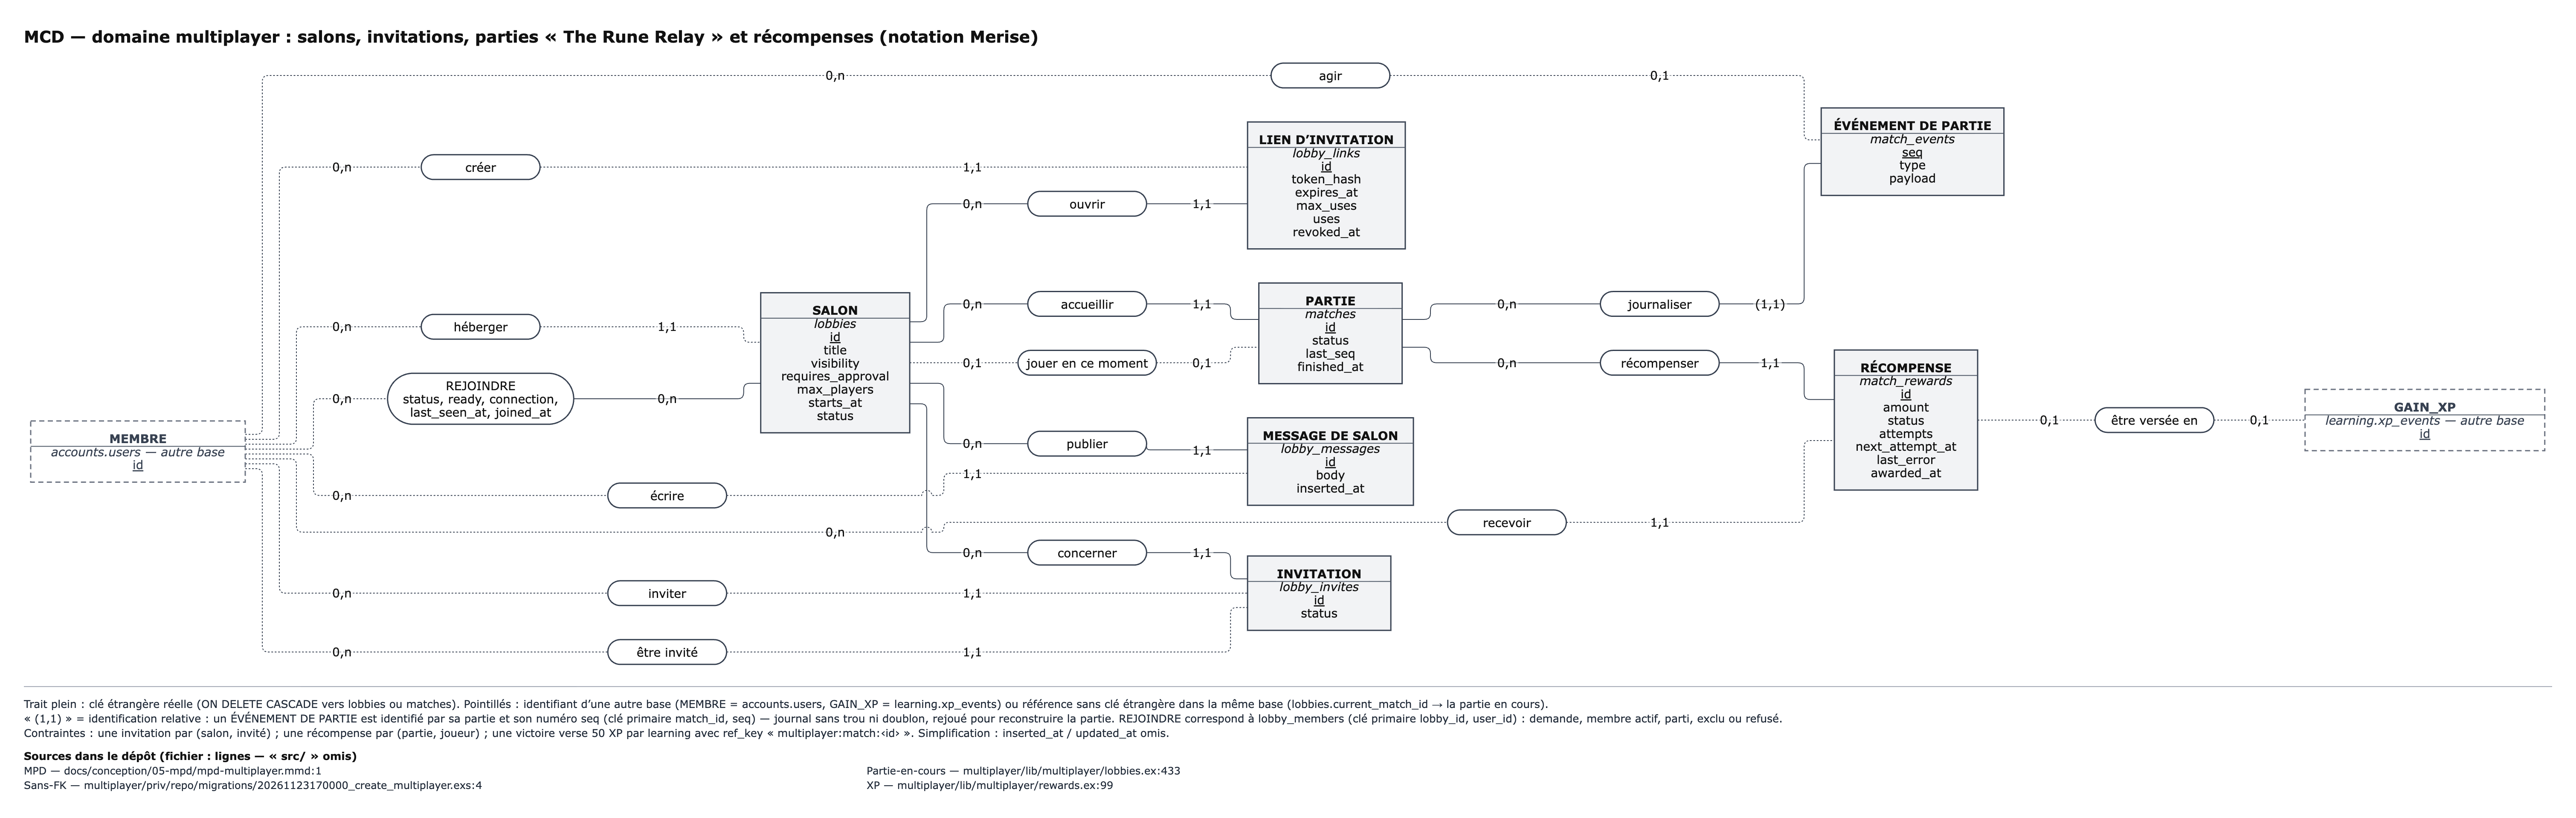 MCD — domaine multiplayer : salons, invitations, parties « The Rune Relay » et récompenses (notation Merise)
0,n
agir
0,1
ÉVÉNEMENT DE PARTIE
match_events
seq
type
payload
LIEN D’INVITATION
lobby_links
id
token_hash
expires_at
max_uses
uses
revoked_at
0,n
créer
1,1
0,n
ouvrir
1,1
SALON
lobbies
id
title
visibility
requires_approval
max_players
starts_at
status
0,n
accueillir
1,1
PARTIE
matches
id
status
last_seq
finished_at
0,n
journaliser
(1,1)
0,n
héberger
1,1
0,1
jouer en ce moment
0,1
0,n
récompenser
1,1
RÉCOMPENSE
match_rewards
id
amount
status
attempts
next_attempt_at
last_error
awarded_at
0,n
REJOINDRE
status, ready, connection,
last_seen_at, joined_at
0,n
0,1
être versée en
0,1
GAIN_XP
learning.xp_events — autre base
id
MEMBRE
accounts.users — autre base
id
0,n
publier
1,1
MESSAGE DE SALON
lobby_messages
id
body
inserted_at
0,n
écrire
1,1
0,n
recevoir
1,1
0,n
concerner
1,1
INVITATION
lobby_invites
id
status
0,n
inviter
1,1
0,n
être invité
1,1
Trait plein : clé étrangère réelle (ON DELETE CASCADE vers lobbies ou matches). Pointillés : identifiant d’une autre base (MEMBRE = accounts.users, GAIN_XP = learning.xp_events) ou référence sans clé étrangère dans la même base (lobbies.current_match_id → la partie en cours).
« (1,1) » = identification relative : un ÉVÉNEMENT DE PARTIE est identifié par sa partie et son numéro seq (clé primaire match_id, seq) — journal sans trou ni doublon, rejoué pour reconstruire la partie. REJOINDRE correspond à lobby_members (clé primaire lobby_id, user_id) : demande, membre actif, parti, exclu ou refusé.
Contraintes : une invitation par (salon, invité) ; une récompense par (partie, joueur) ; une victoire verse 50 XP par learning avec ref_key « multiplayer:match:‹id› ». Simplification : inserted_at / updated_at omis.
Sources dans le dépôt (fichier : lignes — « src/ » omis)
MPD — docs/conception/05-mpd/mpd-multiplayer.mmd:1
Partie-en-cours — multiplayer/lib/multiplayer/lobbies.ex:433
Sans-FK — multiplayer/priv/repo/migrations/20261123170000_create_multiplayer.exs:4
XP — multiplayer/lib/multiplayer/rewards.ex:99